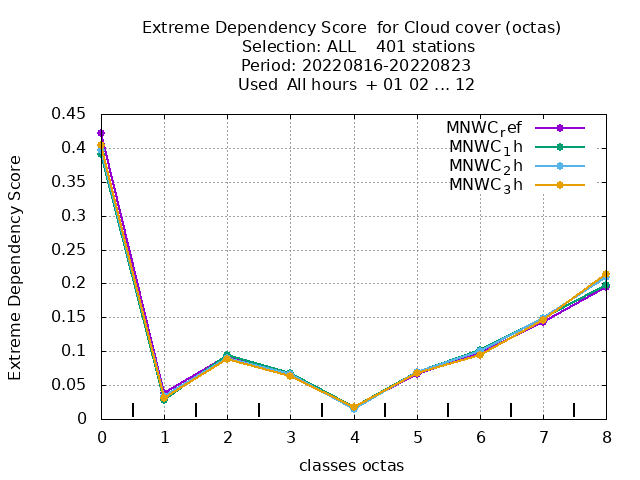 Extreme Dependency Score for Cloud cover (octas)
Selection: ALL 401 stations
Period: 20220816-20220823
Used All hours + 01 02 ... 12
Extreme Dependency Score
0.45
0.4
0.35
0.3
0.25
0.2
0.15
0.1
0.05
0
MNWC_ref
MNWC_1h
MNWC_2h
MNWC_3h
0 1 2 3 4 5 6 7 8
classes octas